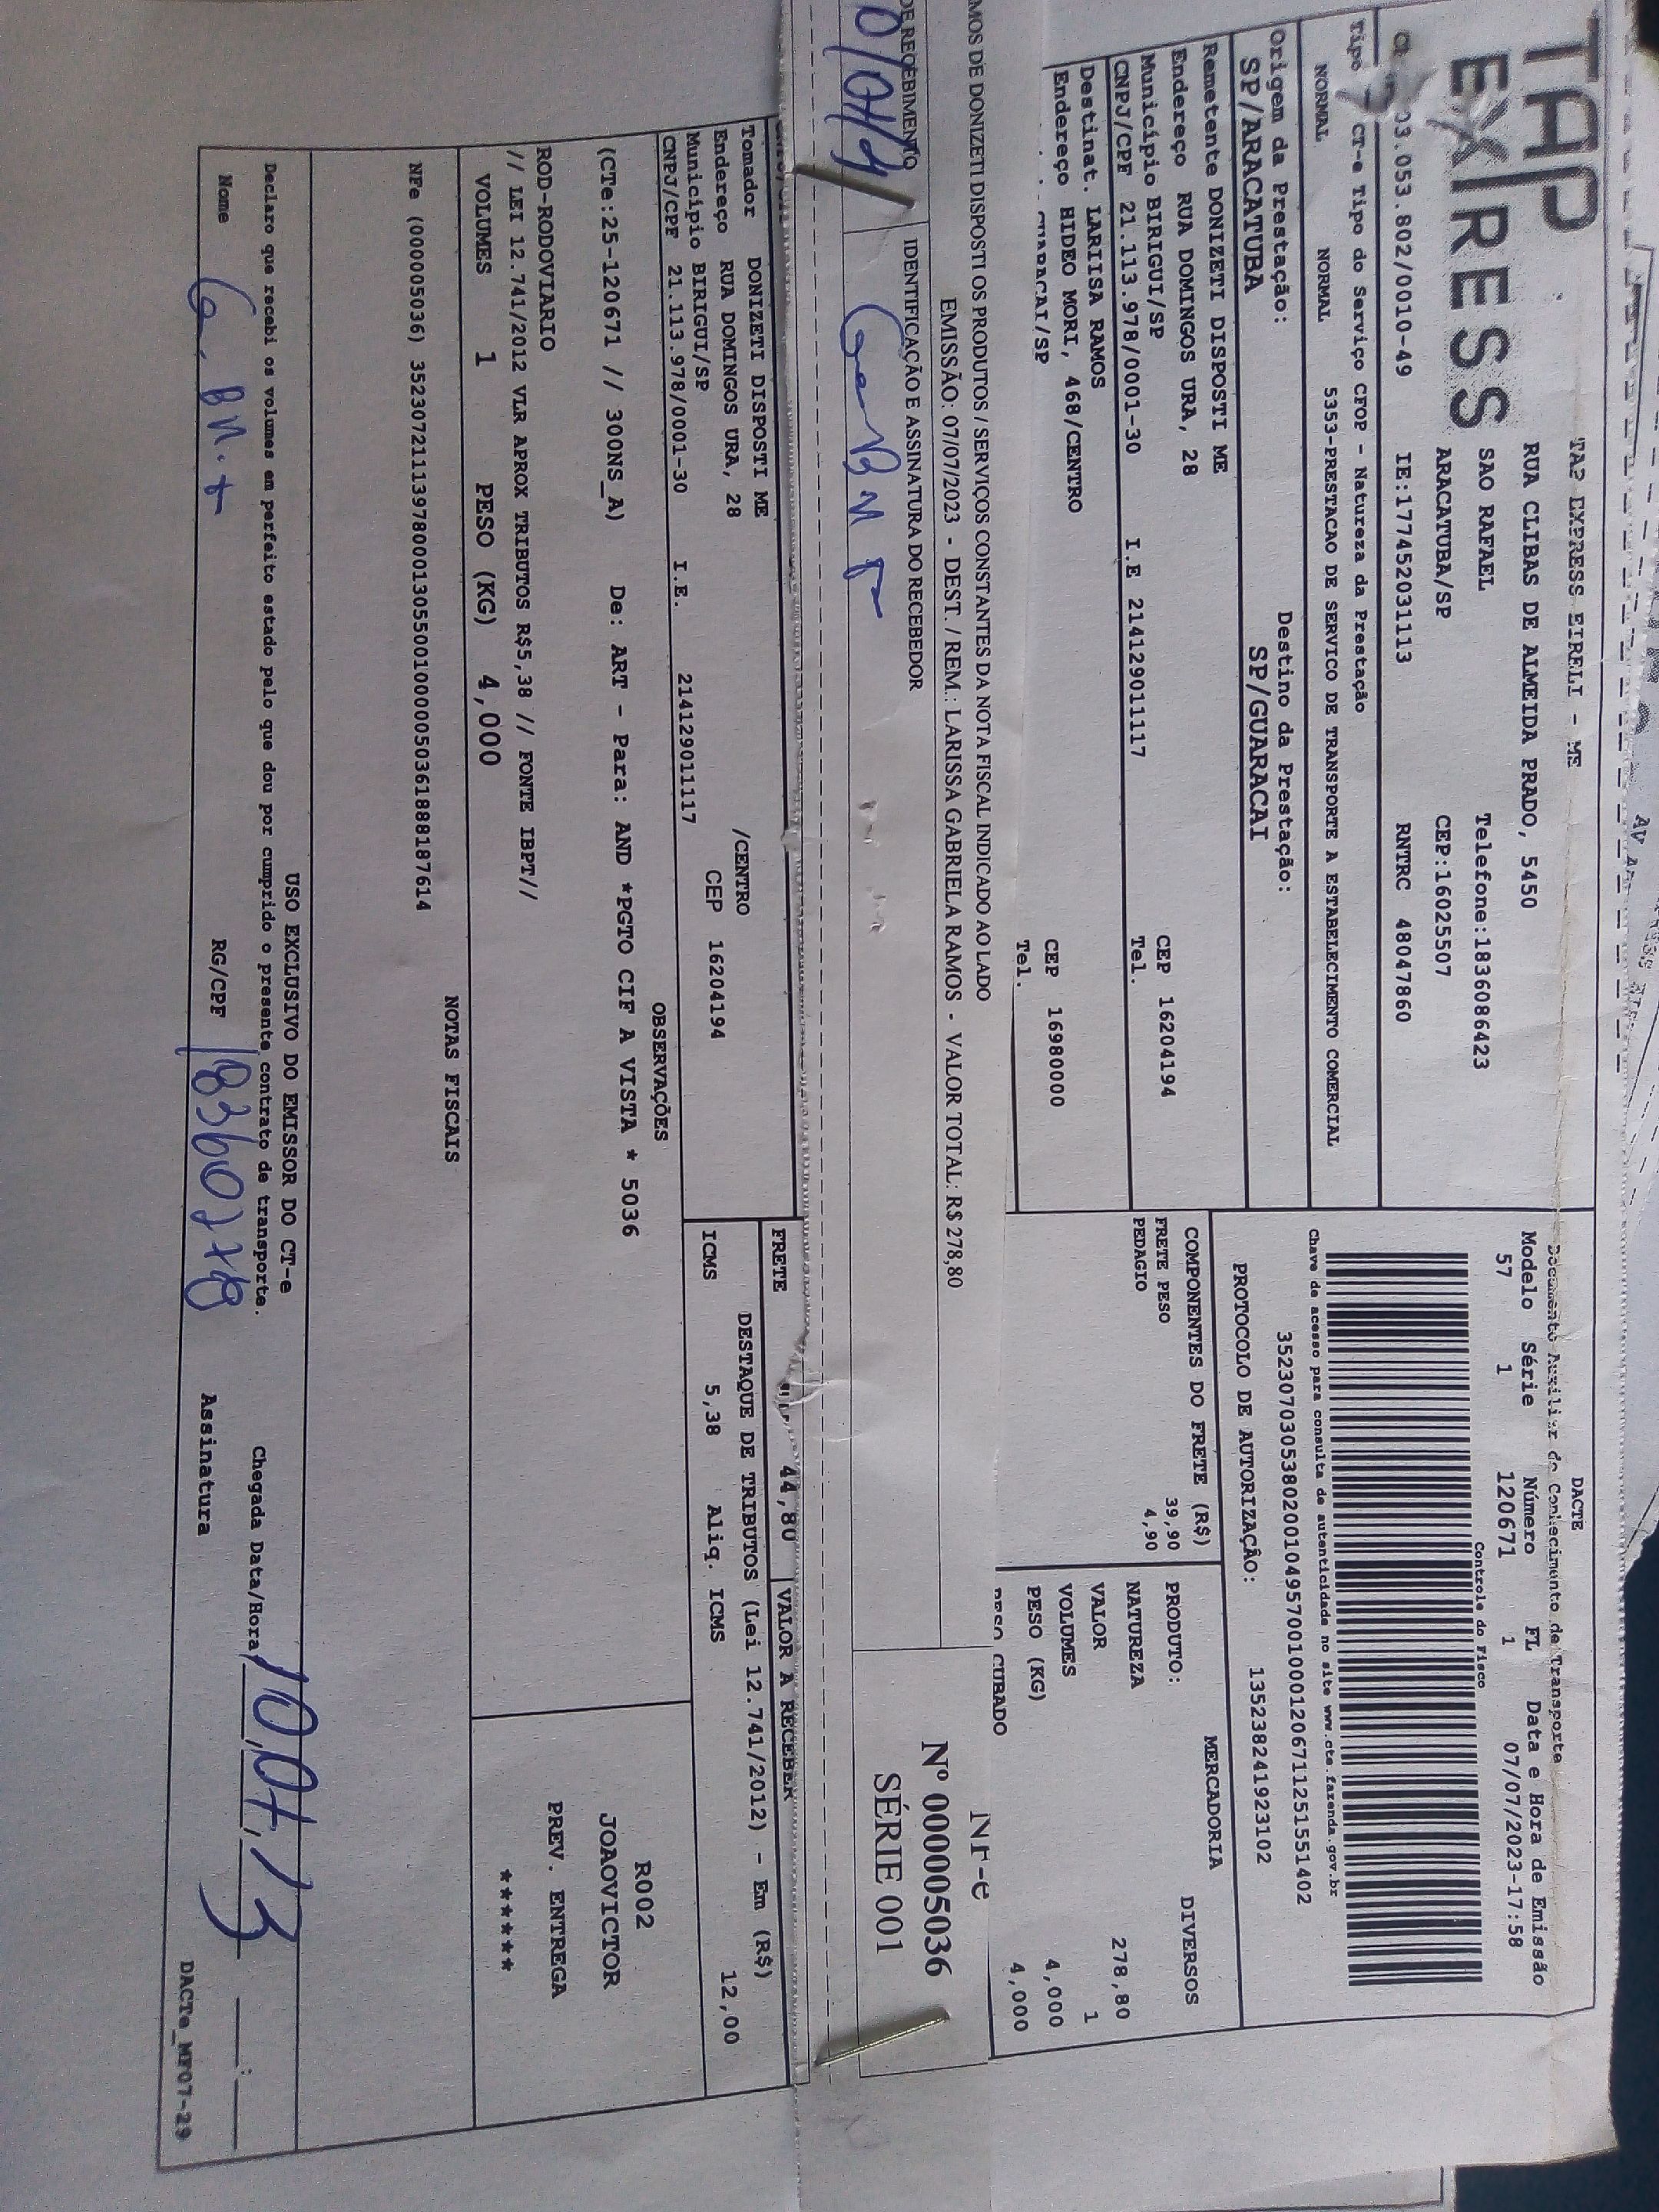 TAP
EXPRESS
TAP EXPRESS EIRELI - ME
RUA CLIBAS DE ALMEIDA PRADO, 5450
SAO RAFAEL Telefone:1836086423
ARACATUBA/SP CEP:16025507
03.053.802/0010-49 IE:177452031113 RNTRC 48047860
DACTE
Documento Auxiliar do Conhecimento de Transporte
Modelo Série Número FL Data e Hora de Emissão
57 1 120671 1 07/07/2023-17:58
Controle do Fisco
Chave de acesso para consulta de autenticidade no site www.cte.fazenda.gov.br
35230703053802001049570010001206711251551402
PROTOCOLO DE AUTORIZAÇÃO: 135238241923102
Tipo CT-e Tipo do Serviço CFOP - Natureza da Prestação
NORMAL NORMAL 5353-PRESTACAO DE SERVICO DE TRANSPORTE A ESTABELECIMENTO COMERCIAL
Origem da Prestação: Destino da Prestação:
SP/ARACATUBA SP/GUARACAI
Remetente DONIZETI DISPOSTI ME
Endereço RUA DOMINGOS URA, 28
Município BIRIGUI/SP CEP 16204194
CNPJ/CPF 21.113.978/0001-30 I.E 214129011117 Tel.
Destinat. LARIISA RAMOS
Endereço HIDEO MORI, 468/CENTRO
GUARACAI/SP CEP 16980000
Tel.
COMPONENTES DO FRETE (R$)
FRETE PESO 39,90
PEDAGIO 4,90
MERCADORIA
PRODUTO: DIVERSOS
NATUREZA
VALOR 278,80
VOLUMES 1
PESO (KG) 4,000
PESO CUBADO 4,000
MOS DE DONIZETI DISPOSTI OS PRODUTOS / SERVIÇOS CONSTANTES DA NOTA FISCAL INDICADO AO LADO
EMISSÃO: 07/07/2023 - DEST. / REM.: LARISSA GABRIELA RAMOS - VALOR TOTAL: R$ 278,80
DE RECEBIMENTO IDENTIFICAÇÃO E ASSINATURA DO RECEBEDOR
NF-e
Nº 000005036
SÉRIE 001
Tomador DONIZETI DISPOSTI ME
Endereço RUA DOMINGOS URA, 28 /CENTRO
Município BIRIGUI/SP CEP 16204194
CNPJ/CPF 21.113.978/0001-30 I.E. 214129011117
FRETE 44,80 VALOR A RECEBER
DESTAQUE DE TRIBUTOS (Lei 12.741/2012) - Em (R$)
ICMS 5,38 Aliq. ICMS 12,00
OBSERVAÇÕES
(CTe:25-120671 // 300NS_A) De: ART - Para: AND *PGTO CIF A VISTA * 5036
ROD-RODOVIARIO
// LEI 12.741/2012 VLR APROX TRIBUTOS R$5,38 // FONTE IBPT//
R002
JOAOVICTOR
PREV. ENTREGA
******
VOLUMES 1 PESO (KG) 4,000
NOTAS FISCAIS
NFe (000005036) 35230721113978000130550010000050361888187614
USO EXCLUSIVO DO EMISSOR DO CT-e
Declaro que recebi os volumes em perfeito estado pelo que dou por cumprido o presente contrato de transporte.
Chegada Data/Hora
Nome RG/CPF Assinatura
DACTe_MF07-29